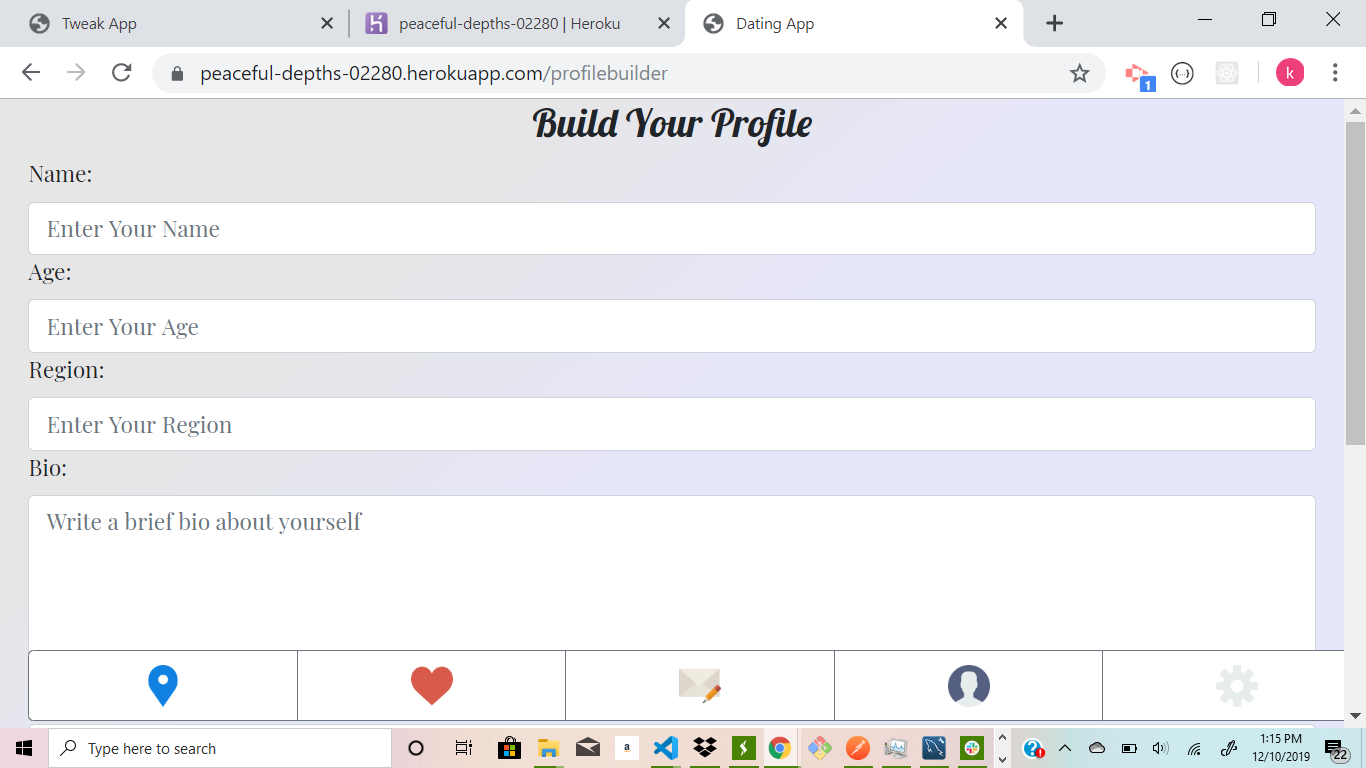 Tweak App
peaceful-depths-02280 | Heroku
Dating App
peaceful-depths-02280.herokuapp.com/profilebuilder
{...}
1
k
Build Your Profile
Name:
Enter Your Name
Age:
Enter Your Age
Region:
Enter Your Region
Bio:
Write a brief bio about yourself
Type here to search
a
1:15 PM
12/10/2019
22